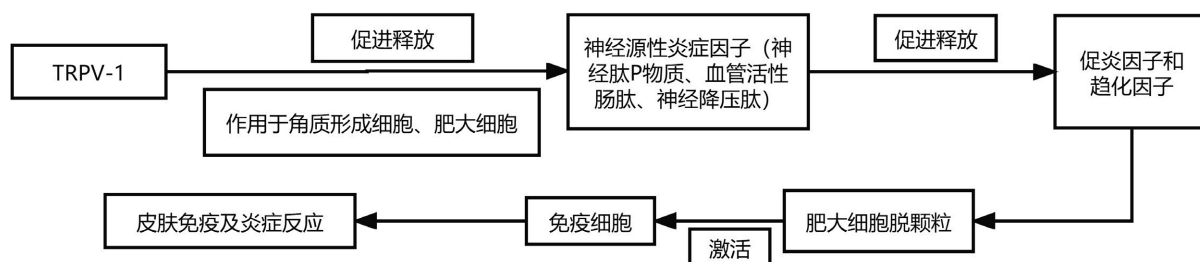 促进释放
TRPV-1
作用于角质形成细胞、肥大细胞
神经源性炎症因子（神
经肽P物质、血管活性
肠肽、神经降压肽）
促进释放
促炎因子和
趋化因子
肥大细胞脱颗粒
激活
免疫细胞
皮肤免疫及炎症反应